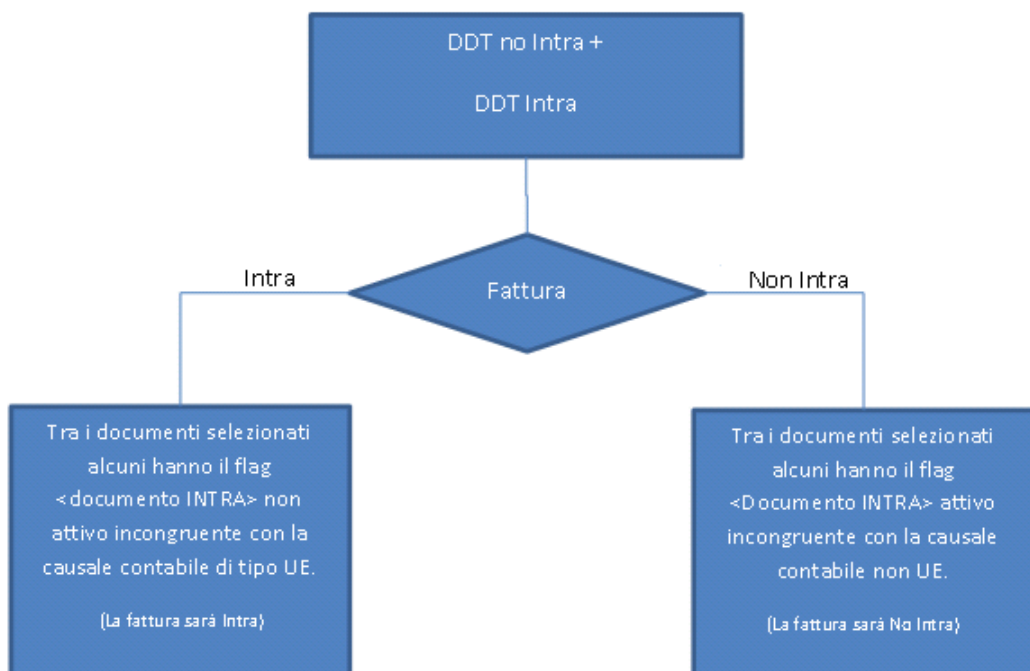 DDT no Intra +
DDT Intra
Intra
Fattura
Non Intra
Tra i documenti selezionati
alcuni hanno il flag
<documento INTRA> non
attivo incongruente con la
causale contabile di tipo UE.
(La fattura sarà Intra)
Tra i documenti selezionati
alcuni hanno il flag
<Documento INTRA> attivo
incongruente con la causale
contabile non UE.
(La fattura sarà No Intra)